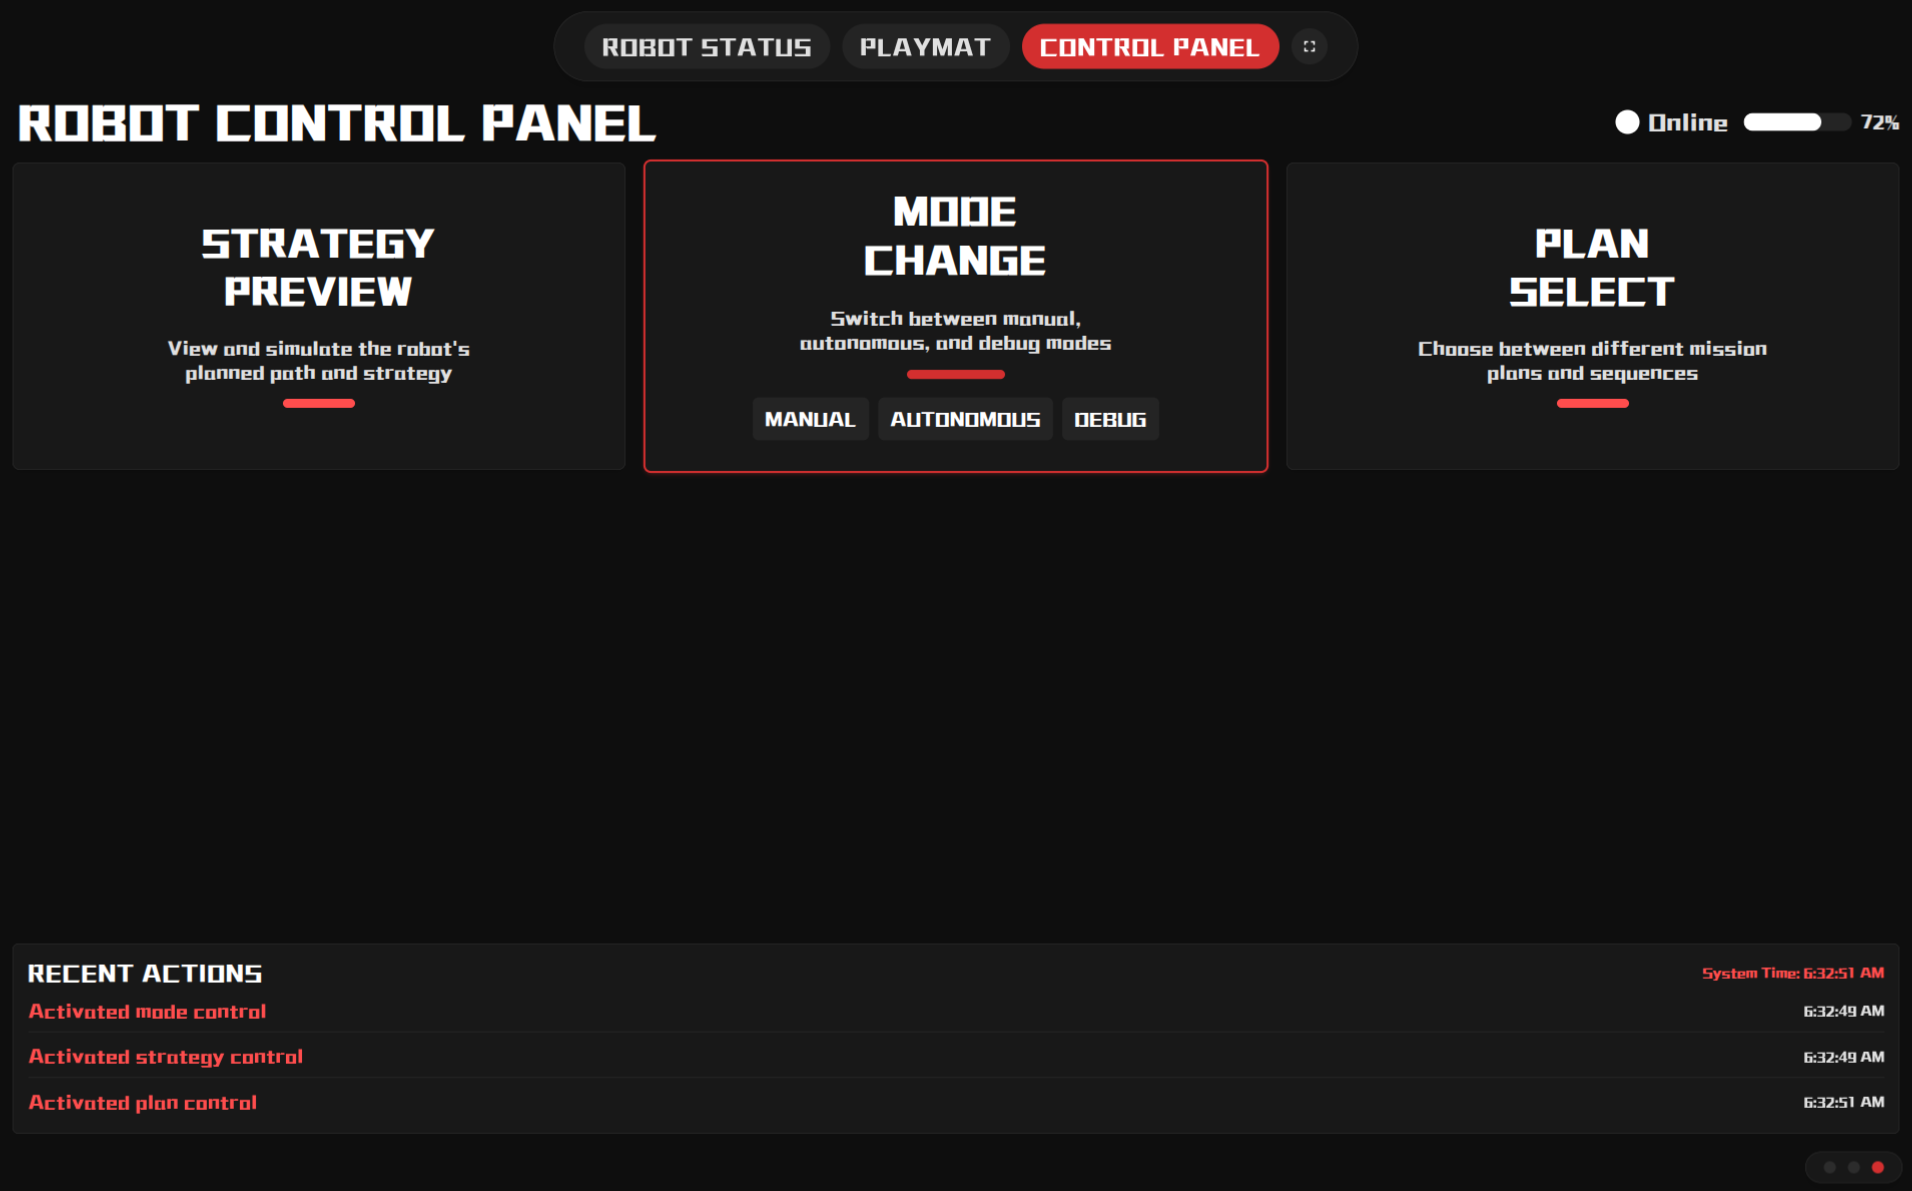 ROBOT STATUS
PLAYMAT
CONTROL PANEL
ROBOT CONTROL PANEL
Online
72%
STRATEGY
PREVIEW
View and simulate the robot's
planned path and strategy
MODE
CHANGE
Switch between manual,
autonomous, and debug modes
MANUAL
AUTONOMOUS
DEBUG
PLAN
SELECT
Choose between different mission
plans and sequences
RECENT ACTIONS
System Time: 6:32:51 AM
Activated mode control
6:32:49 AM
Activated strategy control
6:32:49 AM
Activated plan control
6:32:51 AM